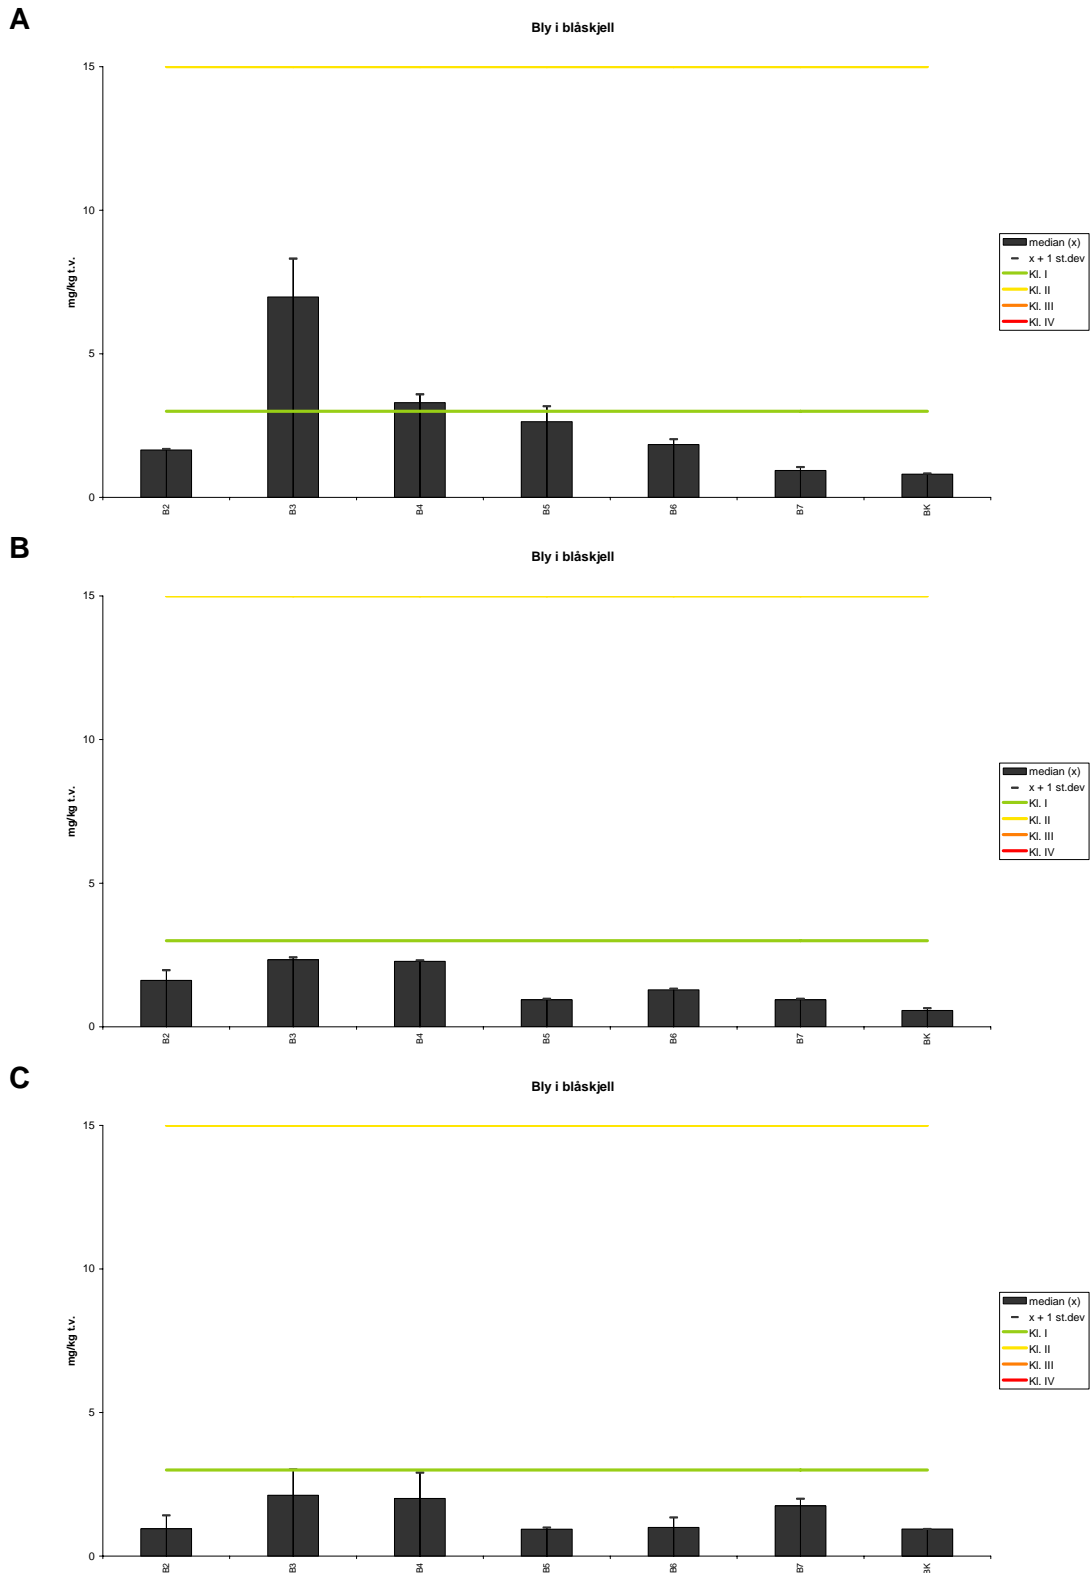 A
Bly i blåskjell
15
10
5
0
mg/kg t.v.
B2
B3
B4
B5
B6
B7
BK
median (x)
x + 1 st.dev
Kl. I
Kl. II
Kl. III
Kl. IV
B
Bly i blåskjell
15
10
5
0
mg/kg t.v.
B2
B3
B4
B5
B6
B7
BK
median (x)
x + 1 st.dev
Kl. I
Kl. II
Kl. III
Kl. IV
C
Bly i blåskjell
15
10
5
0
mg/kg t.v.
B2
B3
B4
B5
B6
B7
BK
median (x)
x + 1 st.dev
Kl. I
Kl. II
Kl. III
Kl. IV